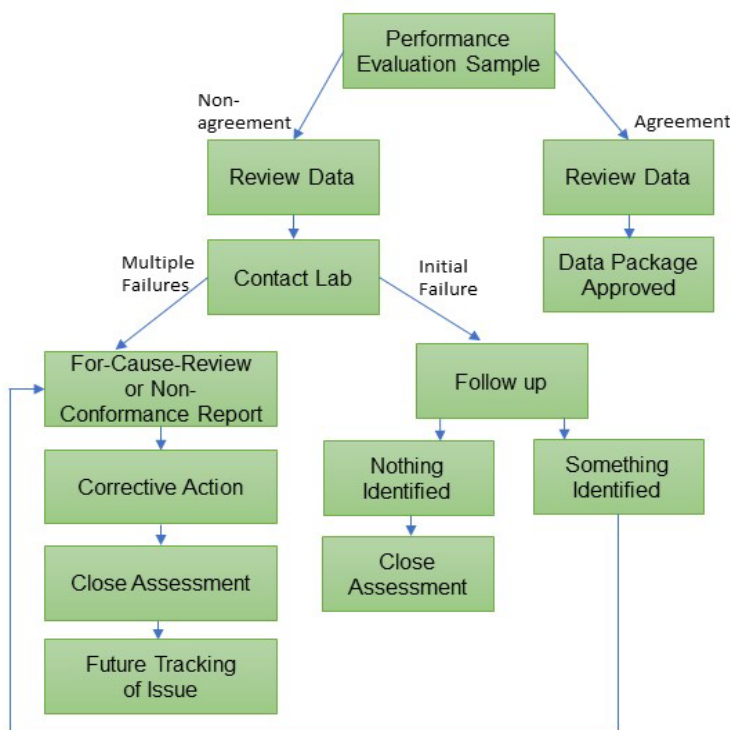 Performance
Evaluation Sample
Non-
agreement
Agreement
Review Data
Review Data
Multiple
Failures
Contact Lab
Initial
Failure
Data Package
Approved
For-Cause-Review
or Non-
Conformance Report
Follow up
Corrective Action
Nothing
Identified
Something
Identified
Close Assessment
Close
Assessment
Future Tracking
of Issue